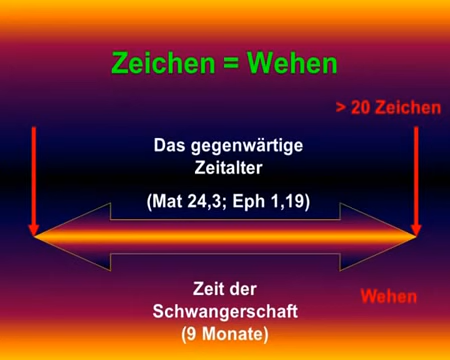 Zeichen = Wehen
> 20 Zeichen
Das gegenwärtige
Zeitalter
(Mat 24,3; Eph 1,19)
Zeit der
Schwangerschaft
(9 Monate)
Wehen